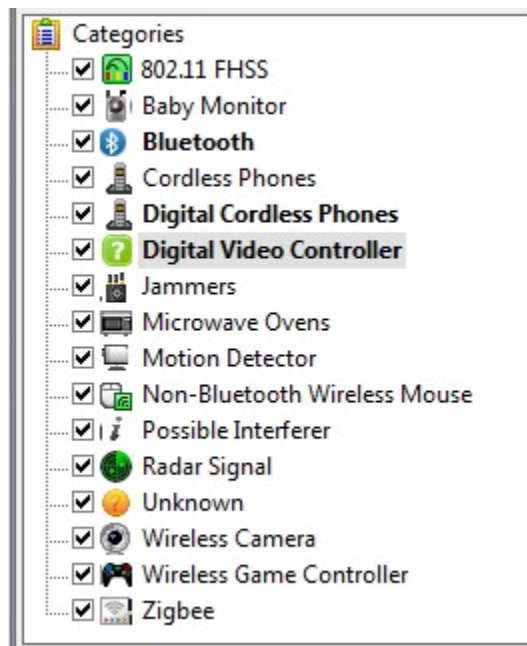 Categories
802.11 FHSS
Baby Monitor
Bluetooth
Cordless Phones
Digital Cordless Phones
Digital Video Controller
Jammers
Microwave Ovens
Motion Detector
Non-Bluetooth Wireless Mouse
Possible Interferer
Radar Signal
Unknown
Wireless Camera
Wireless Game Controller
Zigbee